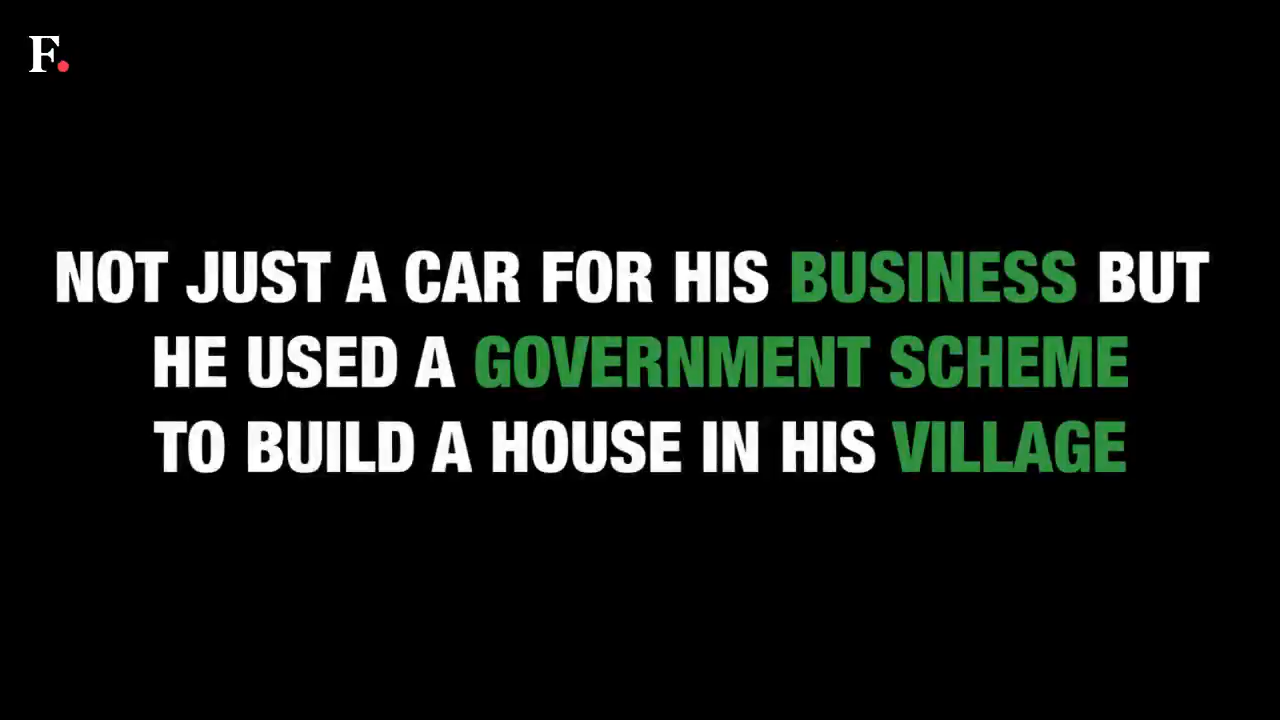 F.
NOT JUST A CAR FOR HIS BUSINESS BUT
HE USED A GOVERNMENT SCHEME
TO BUILD A HOUSE IN HIS VILLAGE